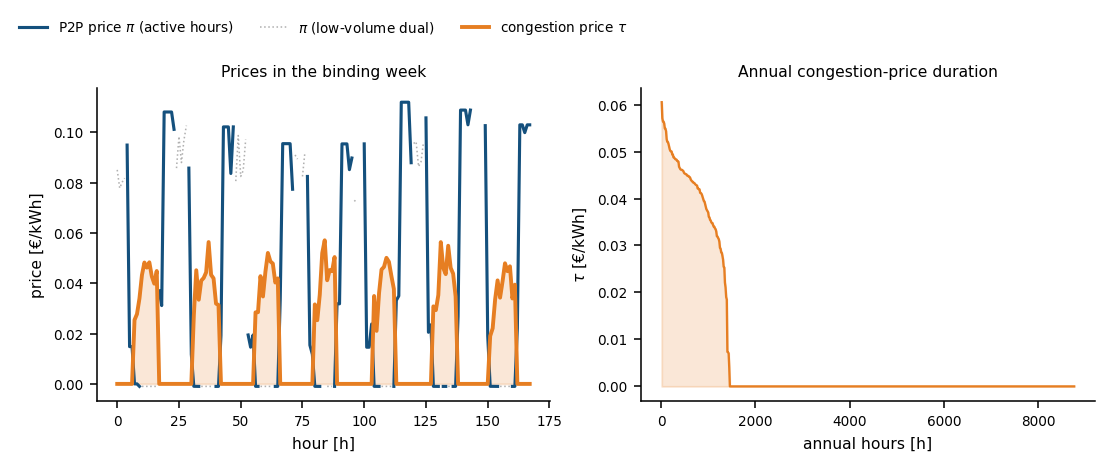 P2P price π (active hours)
π (low-volume dual)
congestion price τ
Prices in the binding week
price [€/kWh]
0.10
0.08
0.06
0.04
0.02
0.00
0 25 50 75 100 125 150 175
hour [h]
Annual congestion-price duration
τ [€/kWh]
0.06
0.05
0.04
0.03
0.02
0.01
0.00
0 2000 4000 6000 8000
annual hours [h]